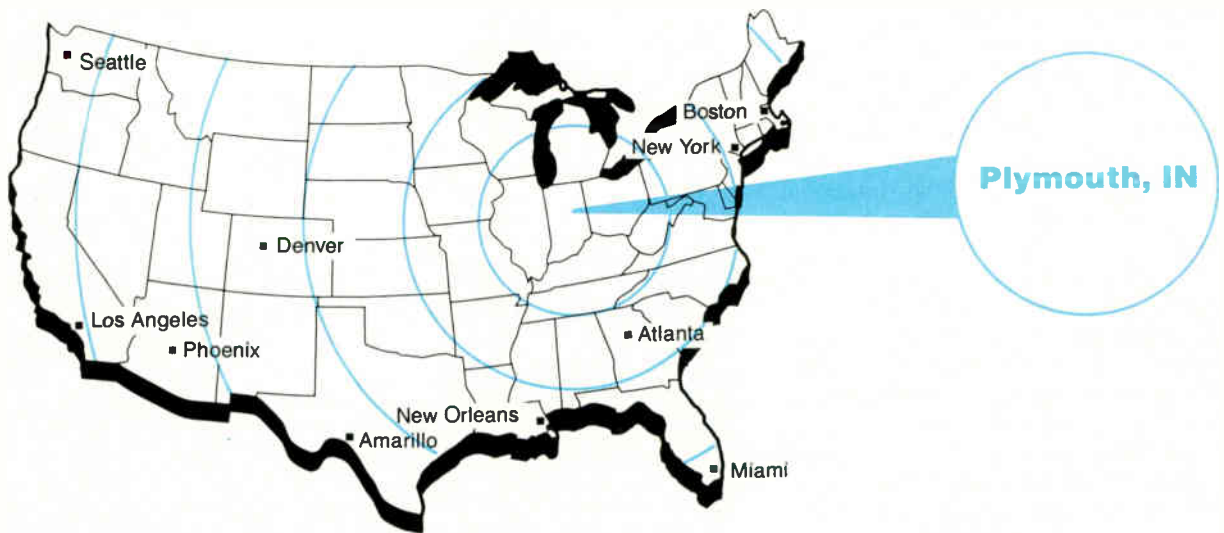 Seattle
Boston
New York
Plymouth, IN
Denver
Los Angeles
Phoenix
Atlanta
New Orleans
Amarillo
Miami